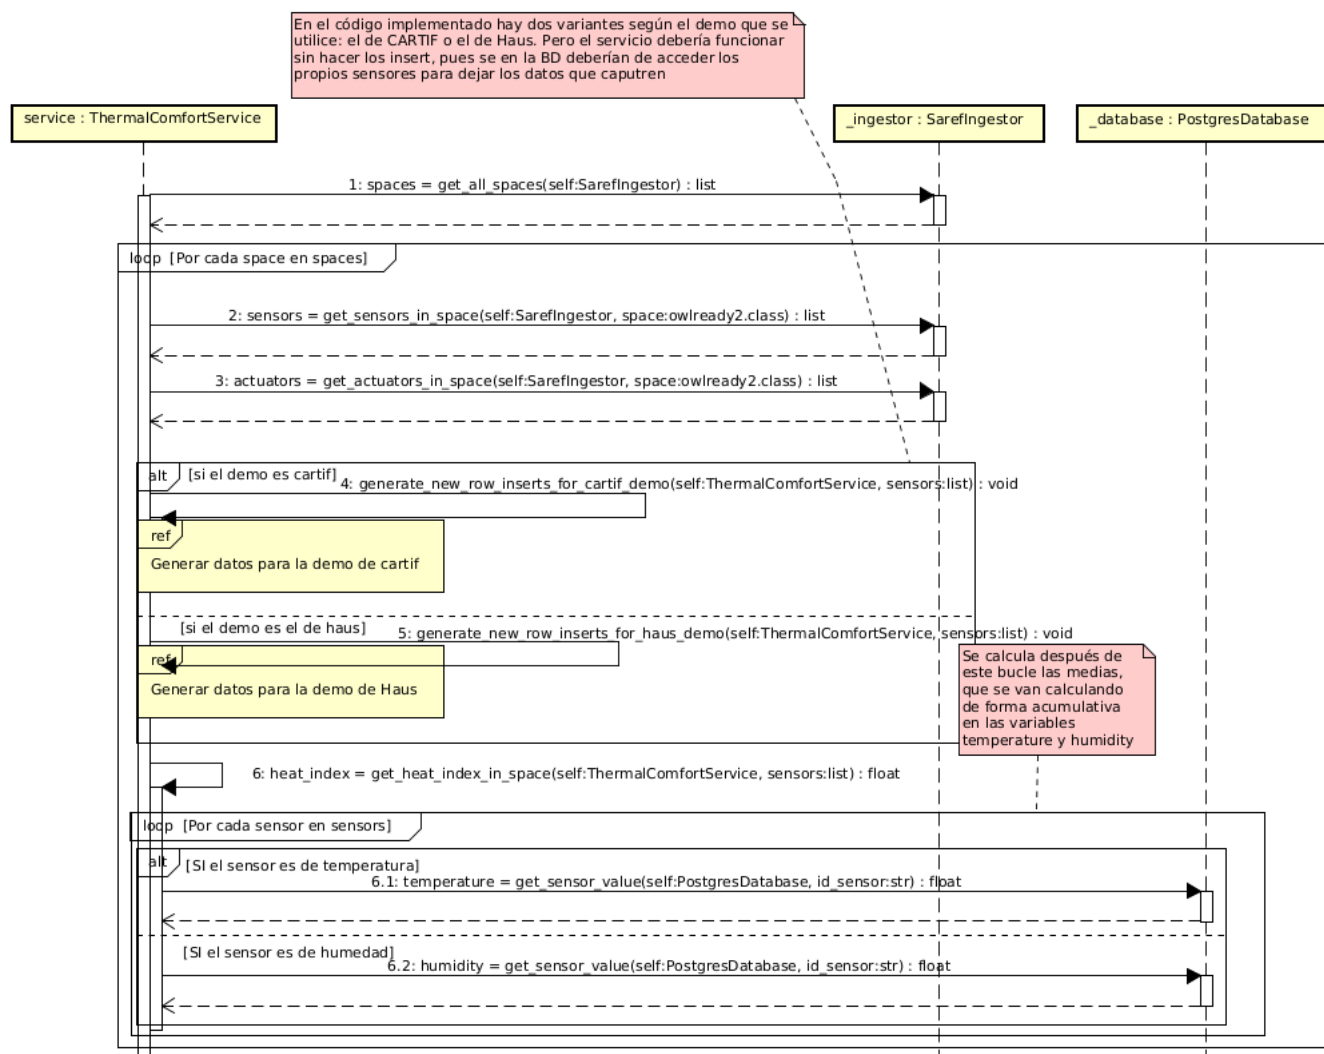 En el código implementado hay dos variantes según el demo que se
utilice: el de CARTIF o el de Haus. Pero el servicio debería funcionar
sin hacer los insert, pues se en la BD deberían de acceder los
propios sensores para dejar los datos que caputren
service : ThermalComfortService
_ingestor : SarefIngestor
_database : PostgresDatabase
1: spaces = get_all_spaces(self:SarefIngestor) : list
loop [Por cada space en spaces]
2: sensors = get_sensors_in_space(self:SarefIngestor, space:owlready2.class) : list
3: actuators = get_actuators_in_space(self:SarefIngestor, space:owlready2.class) : list
alt [si el demo es cartif]
4: generate_new_row_inserts_for_cartif_demo(self:ThermalComfortService, sensors:list) : void
ref
Generar datos para la demo de cartif
[si el demo es el de haus]
5: generate_new_row_inserts_for_haus_demo(self:ThermalComfortService, sensors:list) : void
ref
Generar datos para la demo de Haus
Se calcula después de
este bucle las medias,
que se van calculando
de forma acumulativa
en las variables
temperature y humidity
6: heat_index = get_heat_index_in_space(self:ThermalComfortService, sensors:list) : float
loop [Por cada sensor en sensors]
alt [SI el sensor es de temperatura]
6.1: temperature = get_sensor_value(self:PostgresDatabase, id_sensor:str) : float
[SI el sensor es de humedad]
6.2: humidity = get_sensor_value(self:PostgresDatabase, id_sensor:str) : float